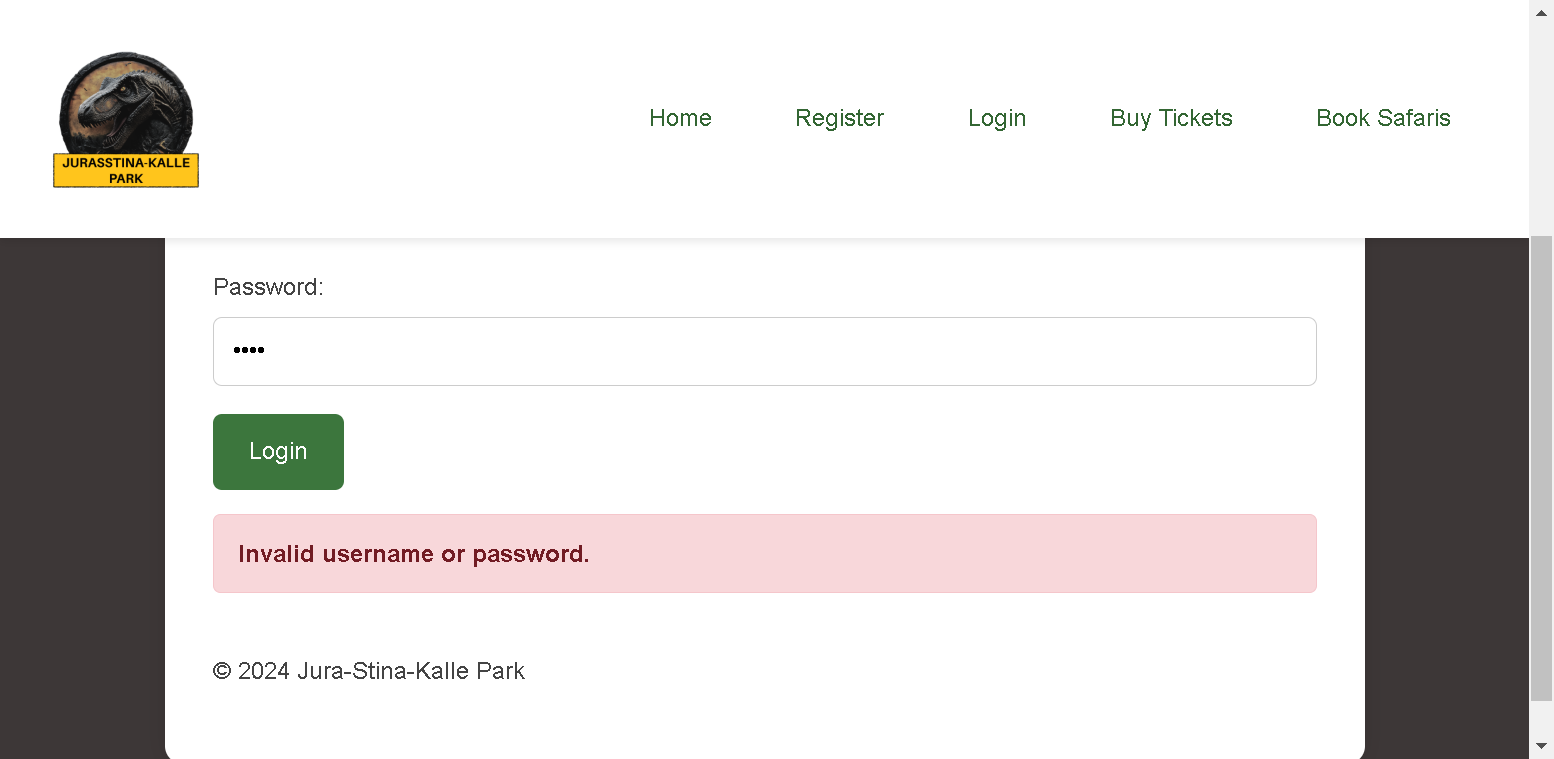 JURASSTINA-KALLE
PARK
Home
Register
Login
Buy Tickets
Book Safaris
Password:
••••
Login
Invalid username or password.
© 2024 Jura-Stina-Kalle Park